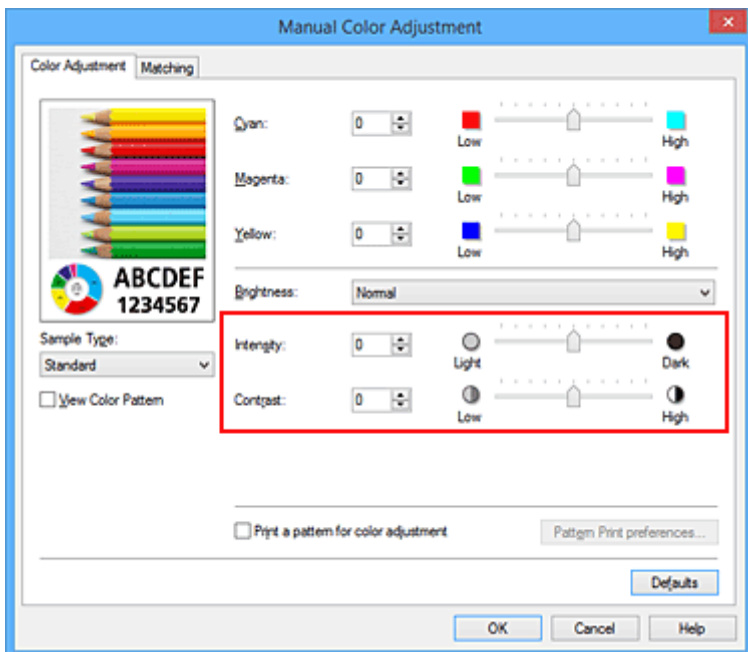 Manual Color Adjustment
Color Adjustment
Matching
ABCDEF
1234567
Sample Type:
Standard
View Color Pattern
Cyan: 0
Low High
Magenta: 0
Low High
Yellow: 0
Low High
Brightness: Normal
Intensity: 0
Light Dark
Contrast: 0
Low High
Print a pattern for color adjustment
Pattern Print preferences...
Defaults
OK Cancel Help